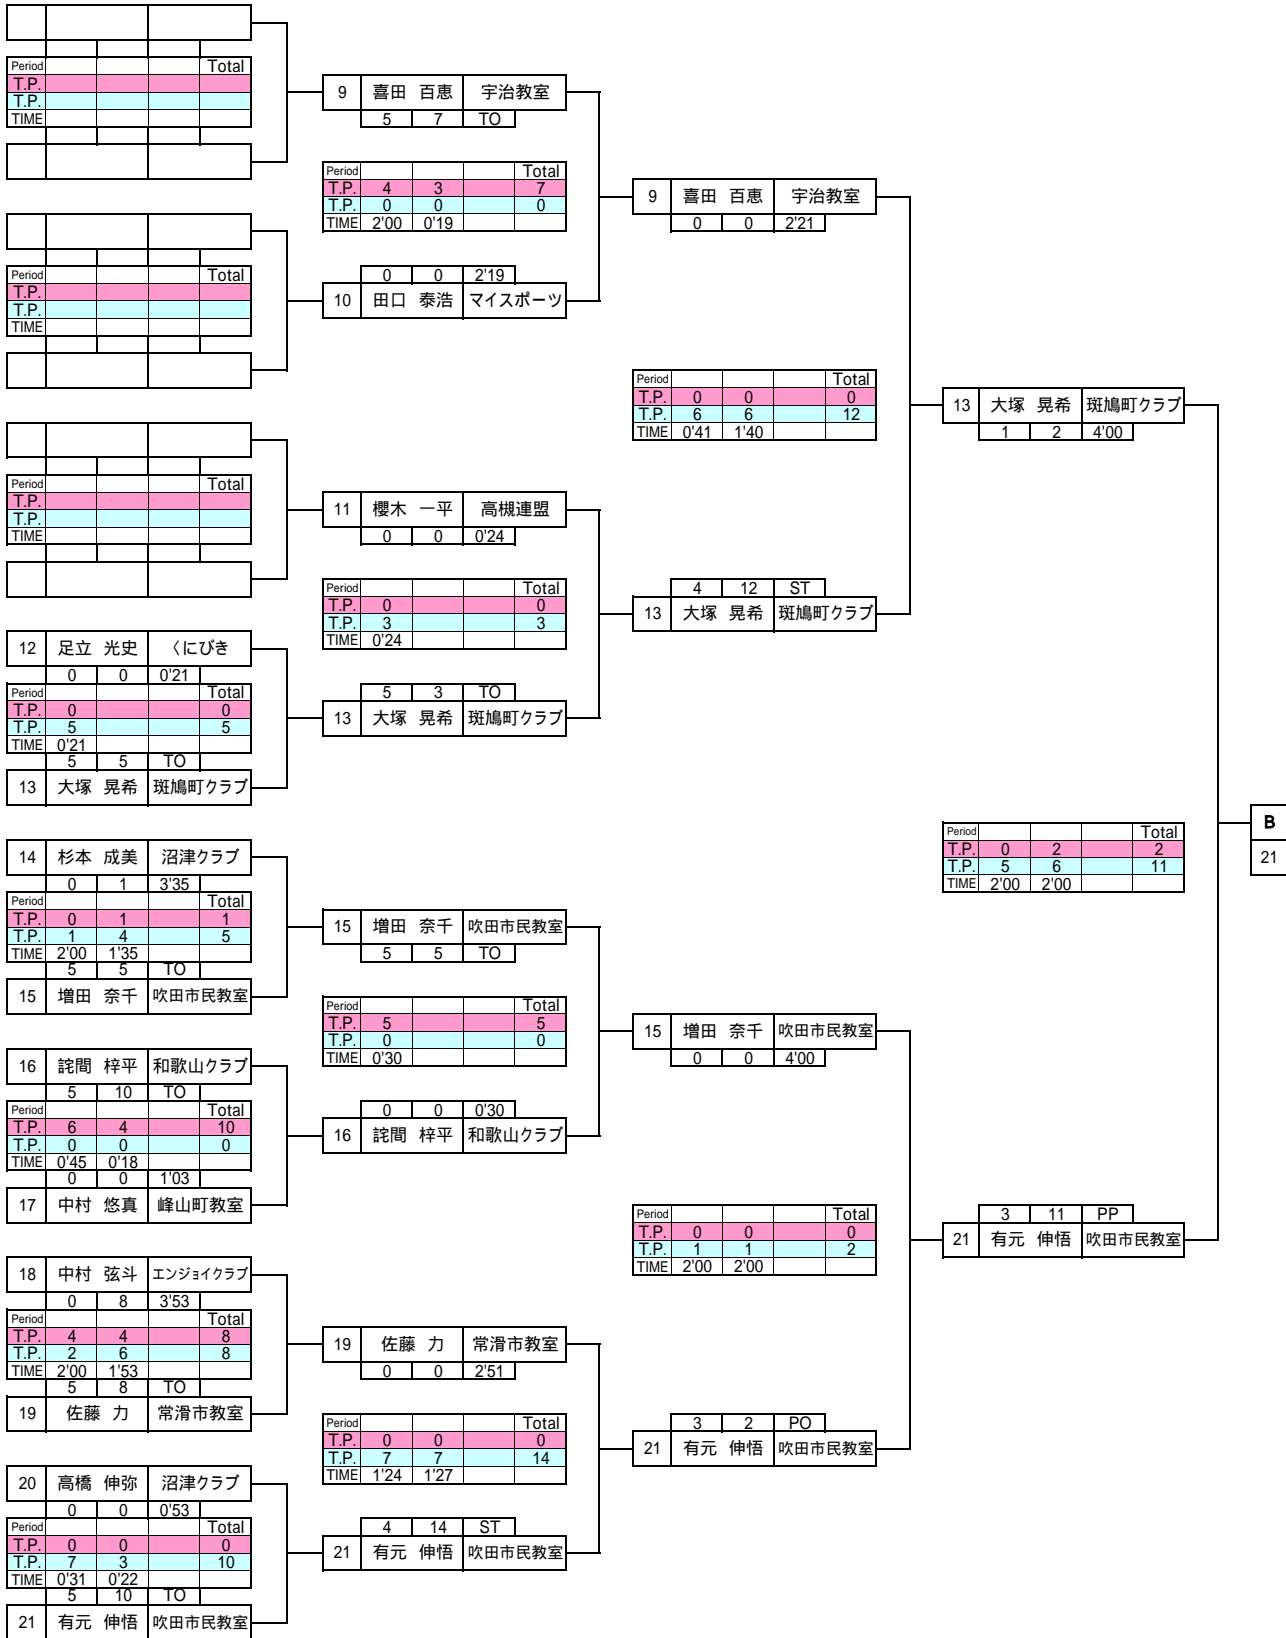 Period Total
T.P.
T.P.
TIME
Period Total
T.P.
T.P.
TIME
Period Total
T.P.
T.P.
TIME
12 足立 光史 くにびき
0 0 0'21
Period Total
T.P. 0 0
T.P. 5 5
TIME 0'21
5 5 TO
13 大塚 晃希 斑鳩町クラブ
14 杉本 成美 沼津クラブ
0 1 3'35
Period Total
T.P. 0 1 1
T.P. 1 4 5
TIME 2'00 1'35
5 5 TO
15 増田 奈千 吹田市民教室
16 詫間 梓平 和歌山クラブ
5 10 TO
Period Total
T.P. 6 4 10
T.P. 0 0 0
TIME 0'45 0'18
0 0 1'03
17 中村 悠真 峰山町教室
18 中村 弦斗 エンジョイクラブ
0 8 3'53
Period Total
T.P. 4 4 8
T.P. 2 6 8
TIME 2'00 1'53
5 8 TO
19 佐藤 力 常滑市教室
20 高橋 伸弥 沼津クラブ
0 0 0'53
Period Total
T.P. 0 0 0
T.P. 7 3 10
TIME 0'31 0'22
5 10 TO
21 有元 伸悟 吹田市民教室
9 喜田 百恵 宇治教室
5 7 TO
Period Total
T.P. 4 3 7
T.P. 0 0 0
TIME 2'00 0'19
0 0 2'19
10 田口 泰浩 マイスポーツ
11 櫻木 一平 高槻連盟
0 0 0'24
Period Total
T.P. 0 0
T.P. 3 3
TIME 0'24
5 3 TO
13 大塚 晃希 斑鳩町クラブ
15 増田 奈千 吹田市民教室
5 5 TO
Period Total
T.P. 5 5
T.P. 0 0
TIME 0'30
0 0 0'30
16 詫間 梓平 和歌山クラブ
19 佐藤 力 常滑市教室
0 0 2'51
Period Total
T.P. 0 0 0
T.P. 7 7 14
TIME 1'24 1'27
4 14 ST
21 有元 伸悟 吹田市民教室
9 喜田 百恵 宇治教室
0 0 2'21
Period Total
T.P. 0 0 0
T.P. 6 6 12
TIME 0'41 1'40
4 12 ST
13 大塚 晃希 斑鳩町クラブ
15 増田 奈千 吹田市民教室
0 0 4'00
Period Total
T.P. 0 0 0
T.P. 1 1 2
TIME 2'00 2'00
3 2 PO
21 有元 伸悟 吹田市民教室
13 大塚 晃希 斑鳩町クラブ
1 2 4'00
Period Total
T.P. 0 2 2
T.P. 5 6 11
TIME 2'00 2'00
3 11 PP
21 有元 伸悟 吹田市民教室
B
21